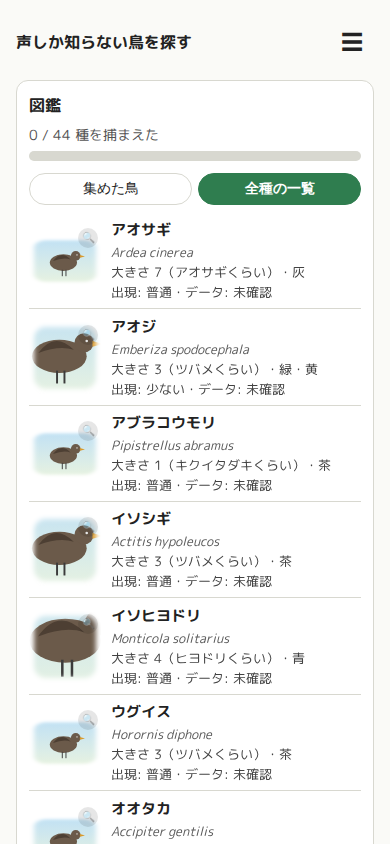 声しか知らない鳥を探す
図鑑
0 / 44 種を捕まえた
集めた鳥
全種の一覧
アオサギ
Ardea cinerea
大きさ 7（アオサギくらい）・灰
出現: 普通・データ: 未確認
アオジ
Emberiza spodocephala
大きさ 3（ツバメくらい）・緑・黄
出現: 少ない・データ: 未確認
アブラコウモリ
Pipistrellus abramus
大きさ 1（キクイタダキくらい）・茶
出現: 普通・データ: 未確認
イソシギ
Actitis hypoleucos
大きさ 3（ツバメくらい）・茶
出現: 普通・データ: 未確認
イソヒヨドリ
Monticola solitarius
大きさ 4（ヒヨドリくらい）・青
出現: 普通・データ: 未確認
ウグイス
Horornis diphone
大きさ 3（ツバメくらい）・茶
出現: 普通・データ: 未確認
オオタカ
Accipiter gentilis